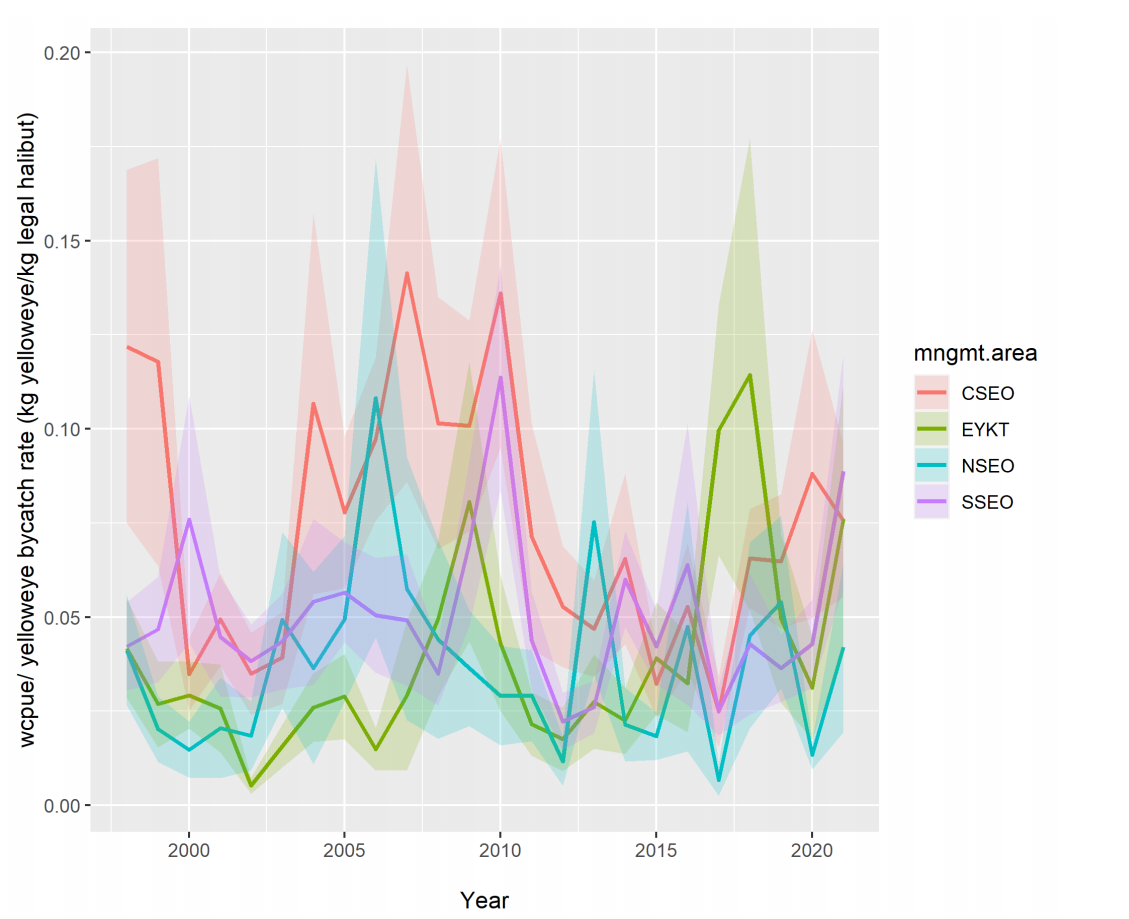 wcpue/ yelloweye bycatch rate (kg yelloweye/kg legal halibut)
0.20
0.15
0.10
0.05
0.00
2000 2005 2010 2015 2020
Year
mngmt.area
CSEO
EYKT
NSEO
SSEO